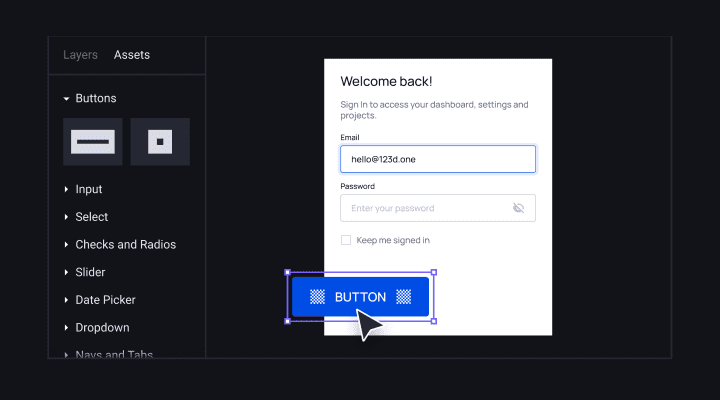 Layers Assets
Buttons
Input
Select
Checks and Radios
Slider
Date Picker
Dropdown
Navs and Tabs
Welcome back!
Sign In to access your dashboard, settings and
projects.
Email
hello@123d.one
Password
Enter your password
Keep me signed in
BUTTON